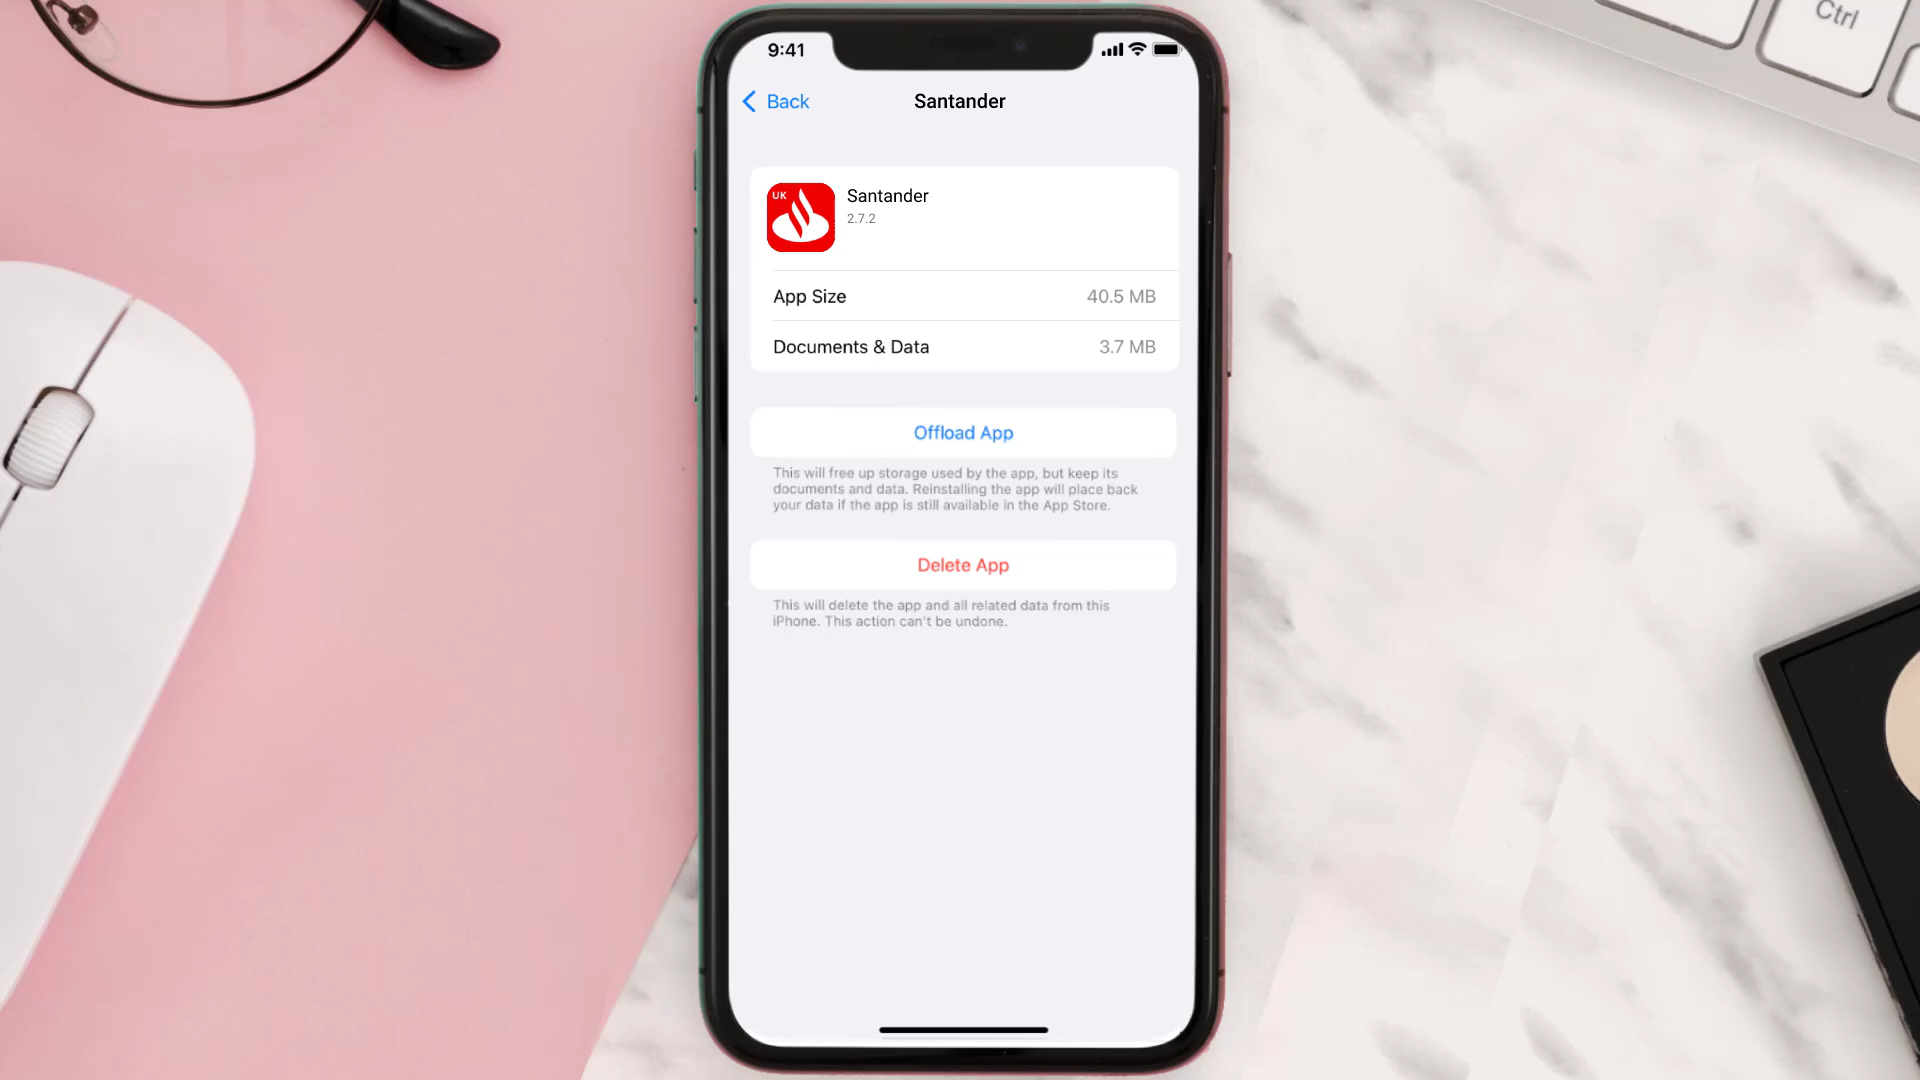 Ctrl
9:41
Back
Santander
UK
Santander
2.7.2
App Size
40.5 MB
Documents & Data
3.7 MB
Offload App
This will free up storage used by the app, but keep its
documents and data. Reinstalling the app will place back
your data if the app is still available in the App Store.
Delete App
This will delete the app and all related data from this
iPhone. This action can't be undone.